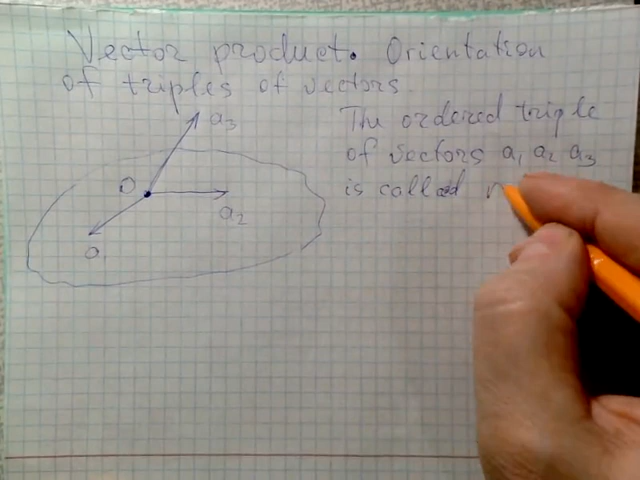 Vector product. Orientation
of triples of vectors.
The ordered triple
of vectors a1 a2 a3
is called
a3
O
a2
a